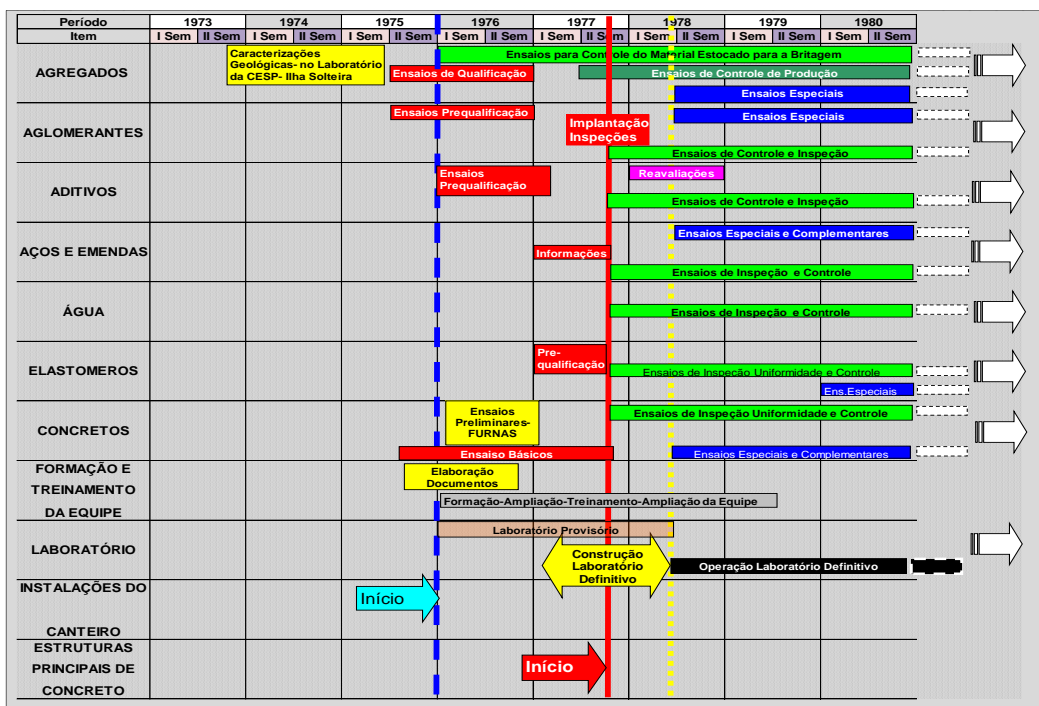 Período 1973 1974 1975 1976 1977 1978 1979 1980
Item I Sem II Sem I Sem II Sem I Sem II Sem I Sem II Sem I Sem II Sem I Sem II Sem I Sem II Sem I Sem II Sem
AGREGADOS
Caracterizações
Geológicas- no Laboratório
da CESP- Ilha Solteira
Ensaios para Controle do Material Estocado para a Britagem
Ensaios de Qualificação
Ensaios de Controle de Produção
Ensaios Especiais
AGLOMERANTES
Ensaios Prequalificação
Implantação
Inspeções
Ensaios Especiais
Ensaios de Controle e Inspeção
ADITIVOS
Ensaios
Prequalificação
Reavaliações
Ensaios de Controle e Inspeção
AÇOS E EMENDAS
Ensaios Especiais e Complementares
Informações
Ensaios de Inspeção e Controle
ÁGUA
Ensaios de Inspeção e Controle
ELASTOMEROS
Pre-
qualificação
Ensaios de Inspeção Uniformidade e Controle
Ens.Especiais
CONCRETOS
Ensaios
Preliminares-
FURNAS
Ensaios de Inspeção Uniformidade e Controle
Ensaiso Básicos
Ensaios Especiais e Complementares
FORMAÇÃO E
TREINAMENTO
DA EQUIPE
Elaboração
Documentos
Formação-Ampliação-Treinamento-Ampliação da Equipe
LABORATÓRIO
Laboratório Provisório
Construção
Laboratório
Definitivo
Operação Laboratório Definitivo
INSTALAÇÕES DO
CANTEIRO
Início
ESTRUTURAS
PRINCIPAIS DE
CONCRETO
Início